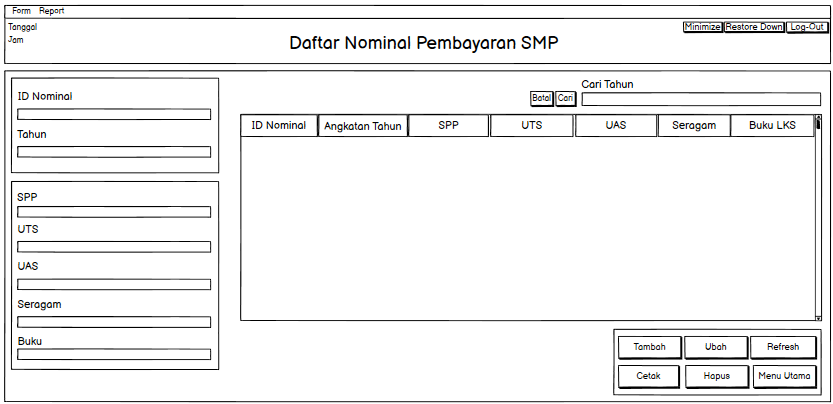 Form Report
Tanggal
Jam
Daftar Nominal Pembayaran SMP
Minimize Restore Down Log-Out
ID Nominal
Tahun
SPP
UTS
UAS
Seragam
Buku
Cari Tahun
Batal Cari
ID Nominal Angkatan Tahun SPP UTS UAS Seragam Buku LKS
Tambah Ubah Refresh
Cetak Hapus Menu Utama